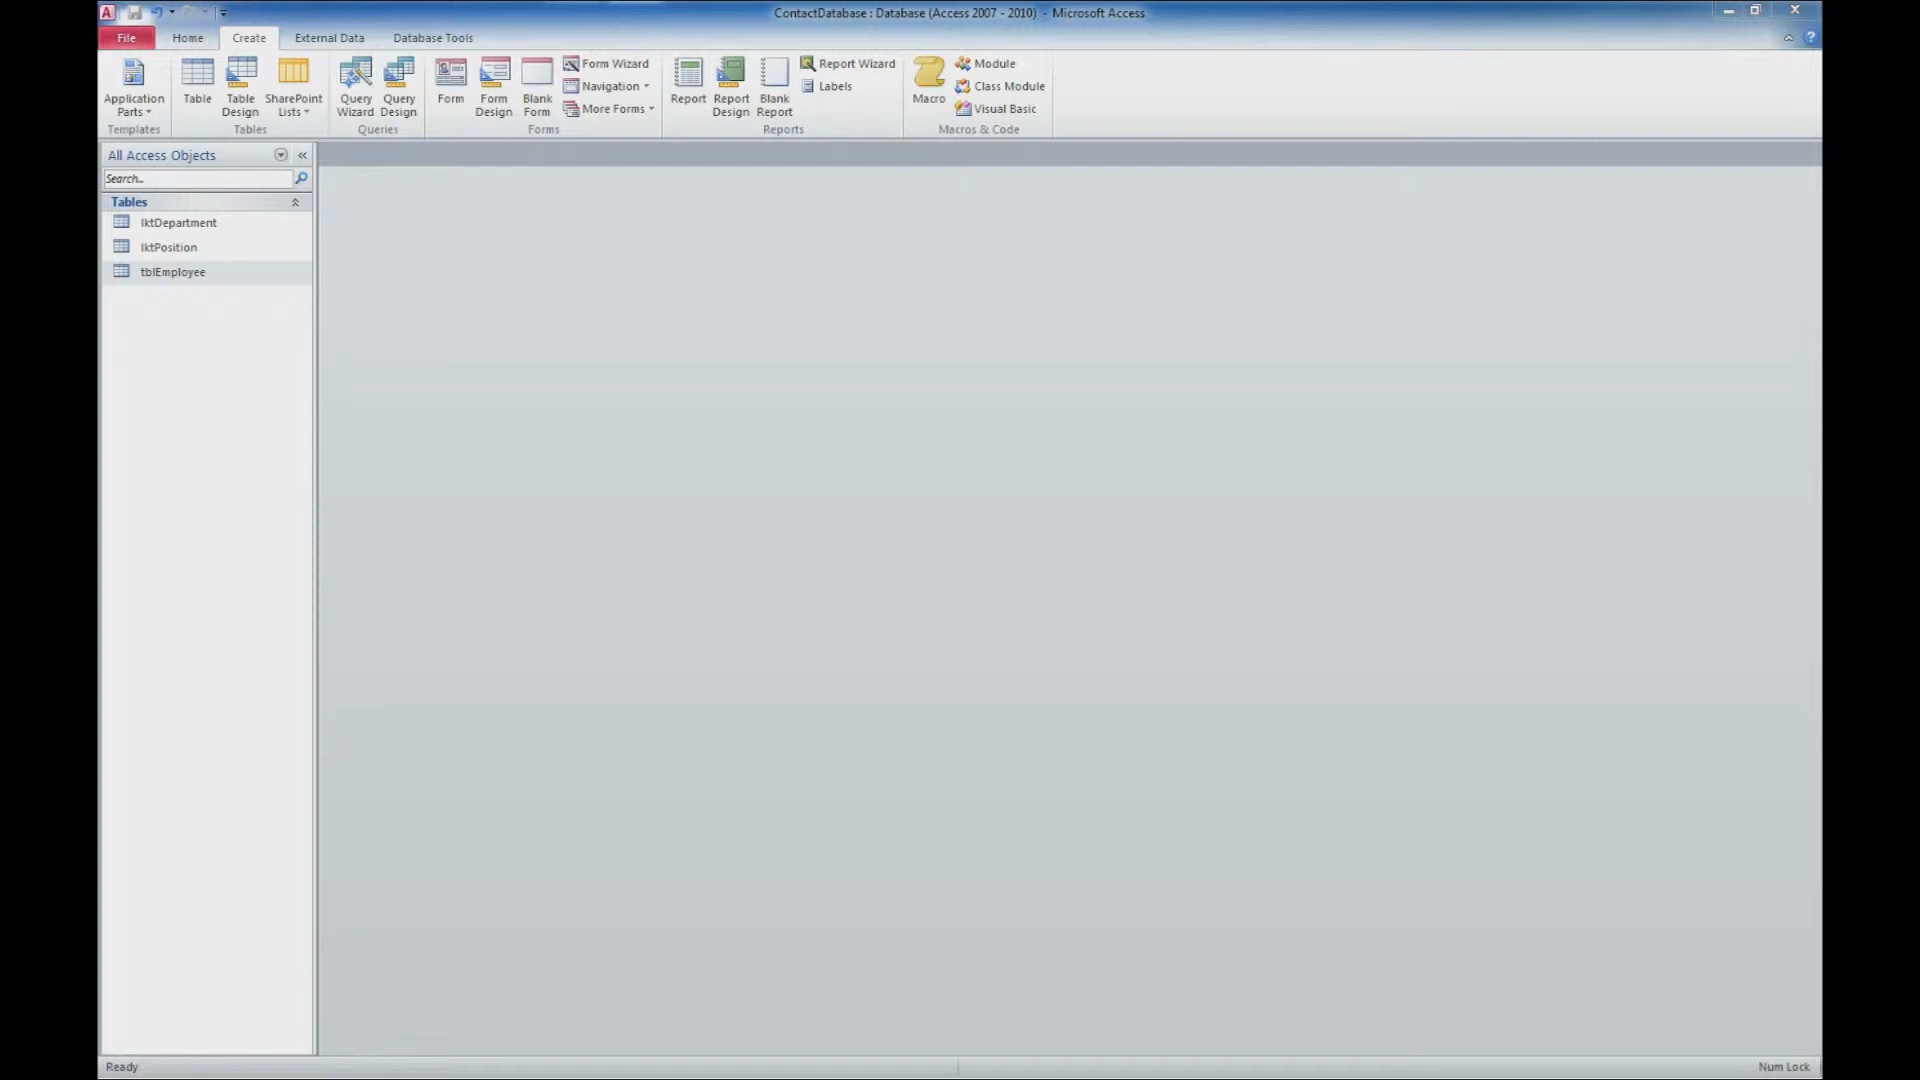 A
ContactDatabase : Database (Access 2007 - 2010) - Microsoft Access
File Home Create External Data Database Tools
Application Parts
Templates
Table
Table Design
SharePoint Lists
Tables
Query Wizard
Query Design
Queries
Form
Form Design
Blank Form
Form Wizard
Navigation
More Forms
Forms
Report
Report Design
Blank Report
Report Wizard
Labels
Reports
Macro
Module
Class Module
Visual Basic
Macros & Code
All Access Objects
Search..
Tables
lktDepartment
lktPosition
tblEmployee
Ready
Num Lock